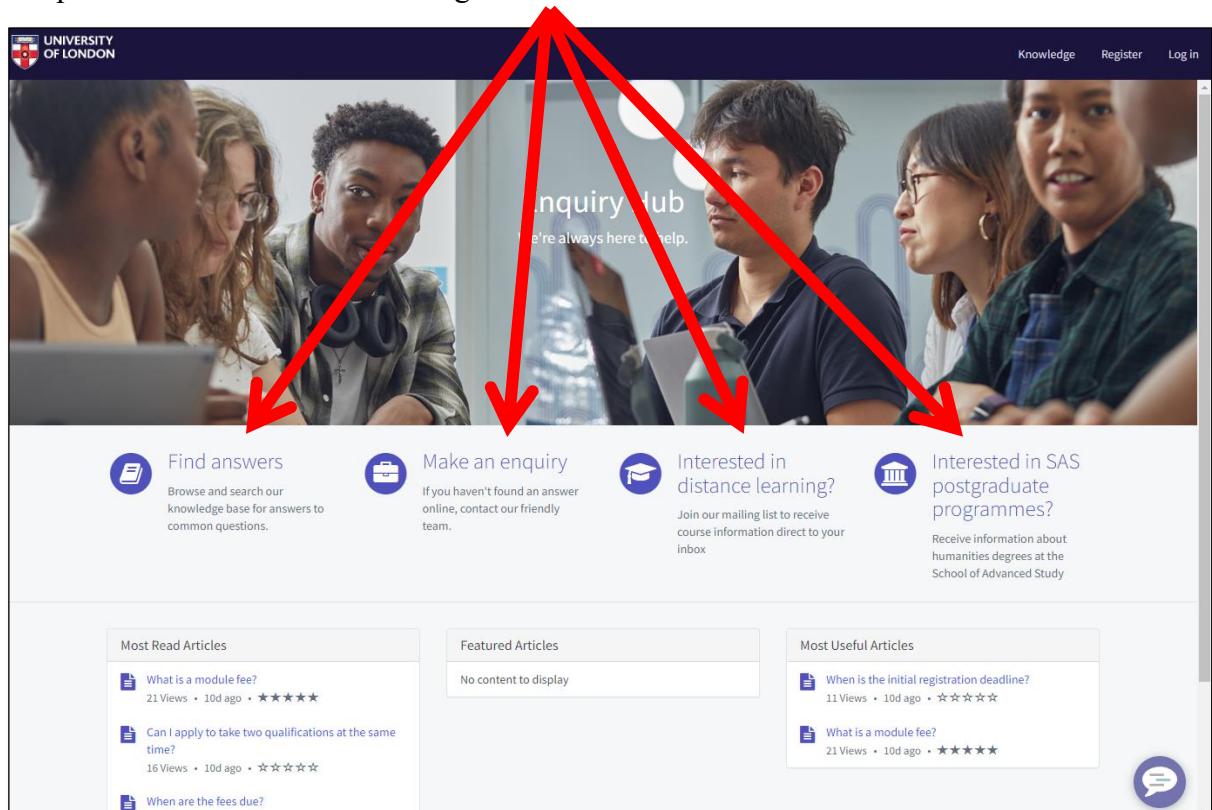 UNIVERSITY
OF LONDON
Knowledge Register Log in
Hub
We're always here to help.
Find answers
Browse and search our
knowledge base for answers to
common questions.
Make an enquiry
If you haven't found an answer
online, contact our friendly
team.
Interested in
distance learning?
Join our mailing list to receive
course information direct to your
inbox
Interested in SAS
postgraduate
programmes?
Receive information about
humanities degrees at the
School of Advanced Study
Most Read Articles
What is a module fee?
21 Views • 10d ago • ★★★★★
Can I apply to take two qualifications at the same
time?
16 Views • 10d ago • ☆☆☆☆☆
When are the fees due?
Featured Articles
No content to display
Most Useful Articles
When is the initial registration deadline?
11 Views • 10d ago • ☆☆☆☆☆
What is a module fee?
21 Views • 10d ago • ★★★★★